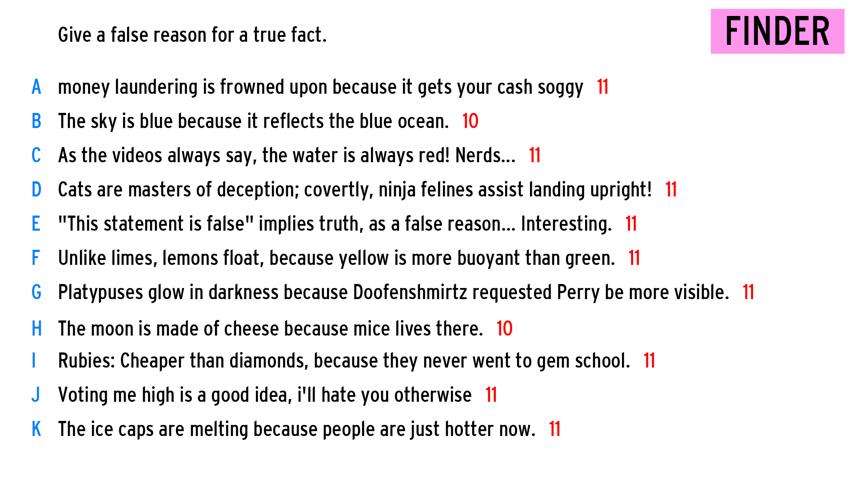 Give a false reason for a true fact.
FINDER
A money laundering is frowned upon because it gets your cash soggy 11
B The sky is blue because it reflects the blue ocean. 10
C As the videos always say, the water is always red! Nerds... 11
D Cats are masters of deception; covertly, ninja felines assist landing upright! 11
E "This statement is false" implies truth, as a false reason... Interesting. 11
F Unlike limes, lemons float, because yellow is more buoyant than green. 11
G Platypuses glow in darkness because Doofenshmirtz requested Perry be more visible. 11
H The moon is made of cheese because mice lives there. 10
I Rubies: Cheaper than diamonds, because they never went to gem school. 11
J Voting me high is a good idea, i'll hate you otherwise 11
K The ice caps are melting because people are just hotter now. 11